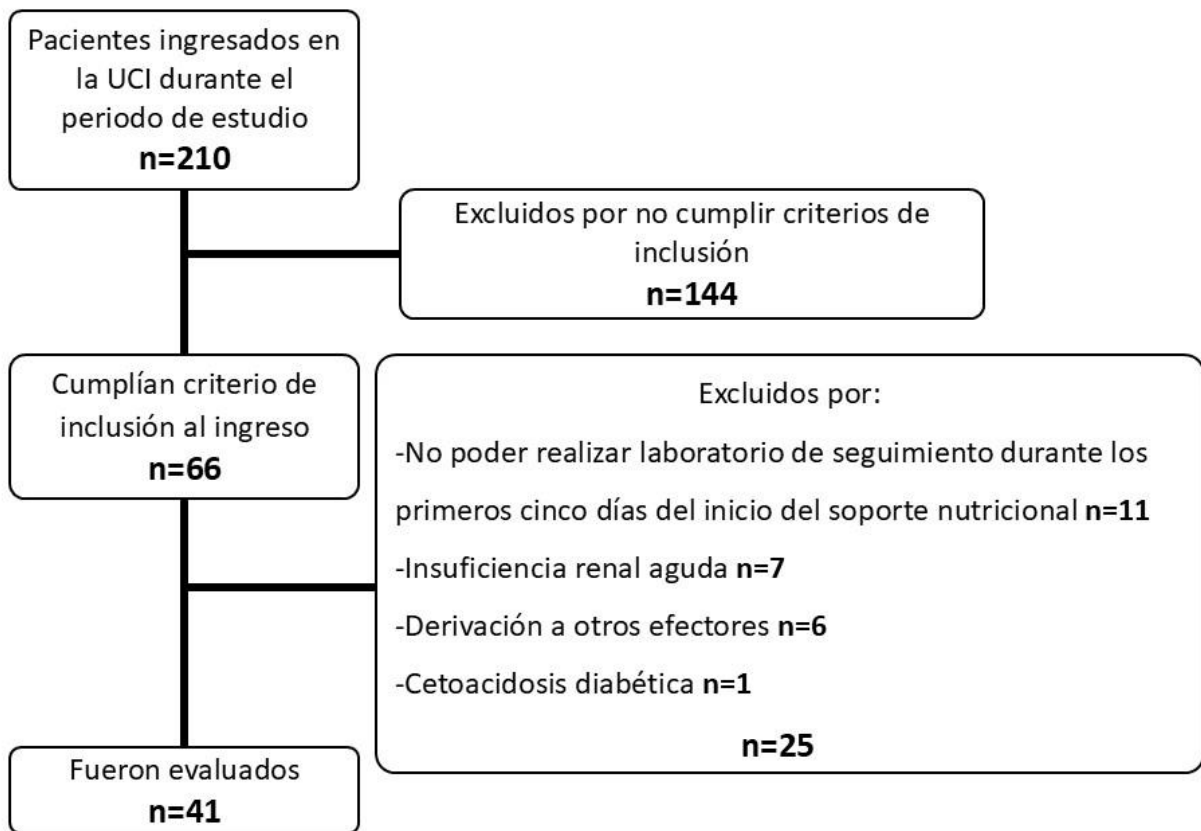 Pacientes ingresados en
la UCI durante el
periodo de estudio
n=210
Excluidos por no cumplir criterios de
inclusión
n=144
Cumplían criterio de
inclusión al ingreso
n=66
Excluidos por:
-No poder realizar laboratorio de seguimiento durante los
primeros cinco días del inicio del soporte nutricional n=11
-Insuficiencia renal aguda n=7
-Derivación a otros efectores n=6
-Cetoacidosis diabética n=1
n=25
Fueron evaluados
n=41